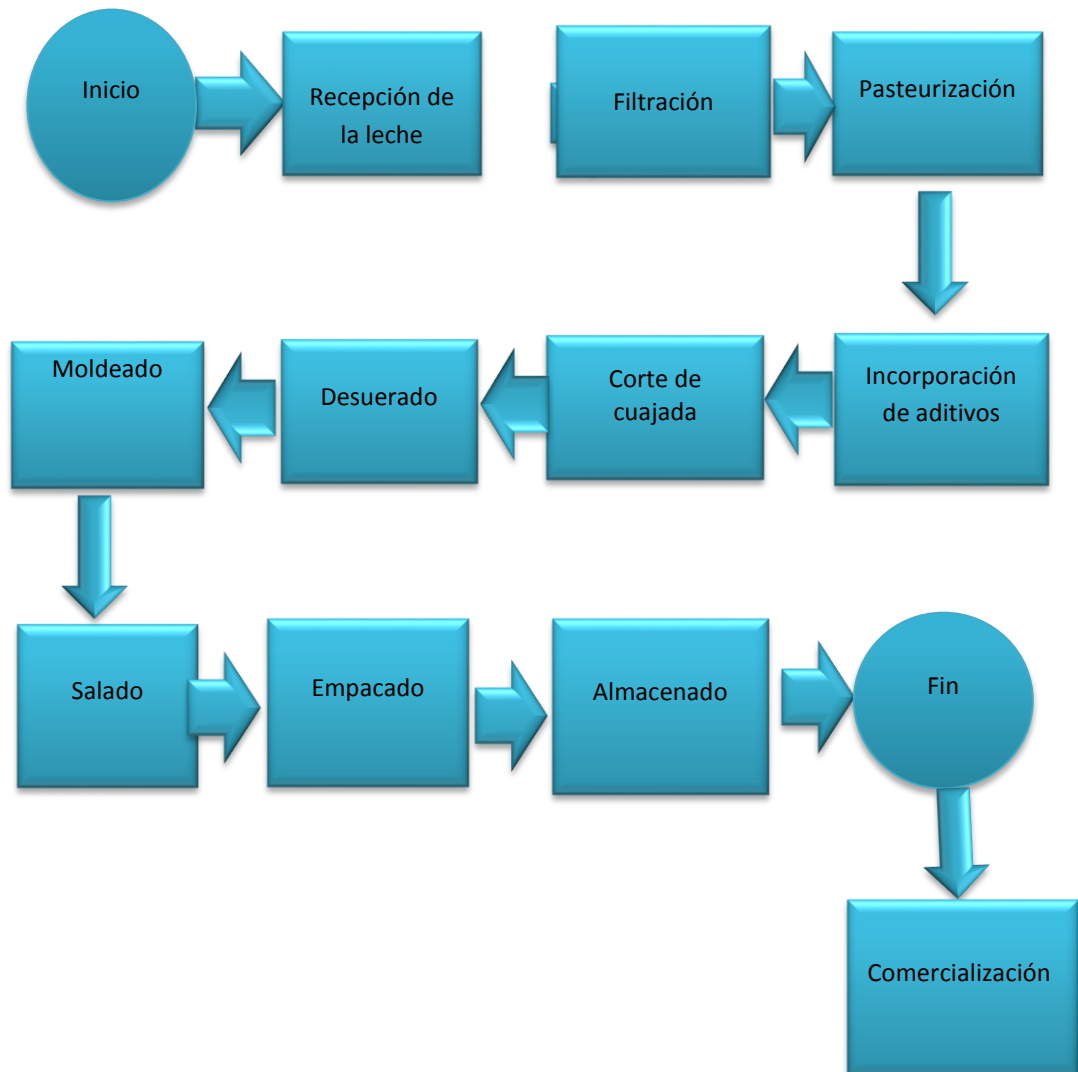 Inicio
Recepción de
la leche
Filtración
Pasteurización
Incorporación
de aditivos
Corte de
cuajada
Desuerado
Moldeado
Salado
Empacado
Almacenado
Fin
Comercialización